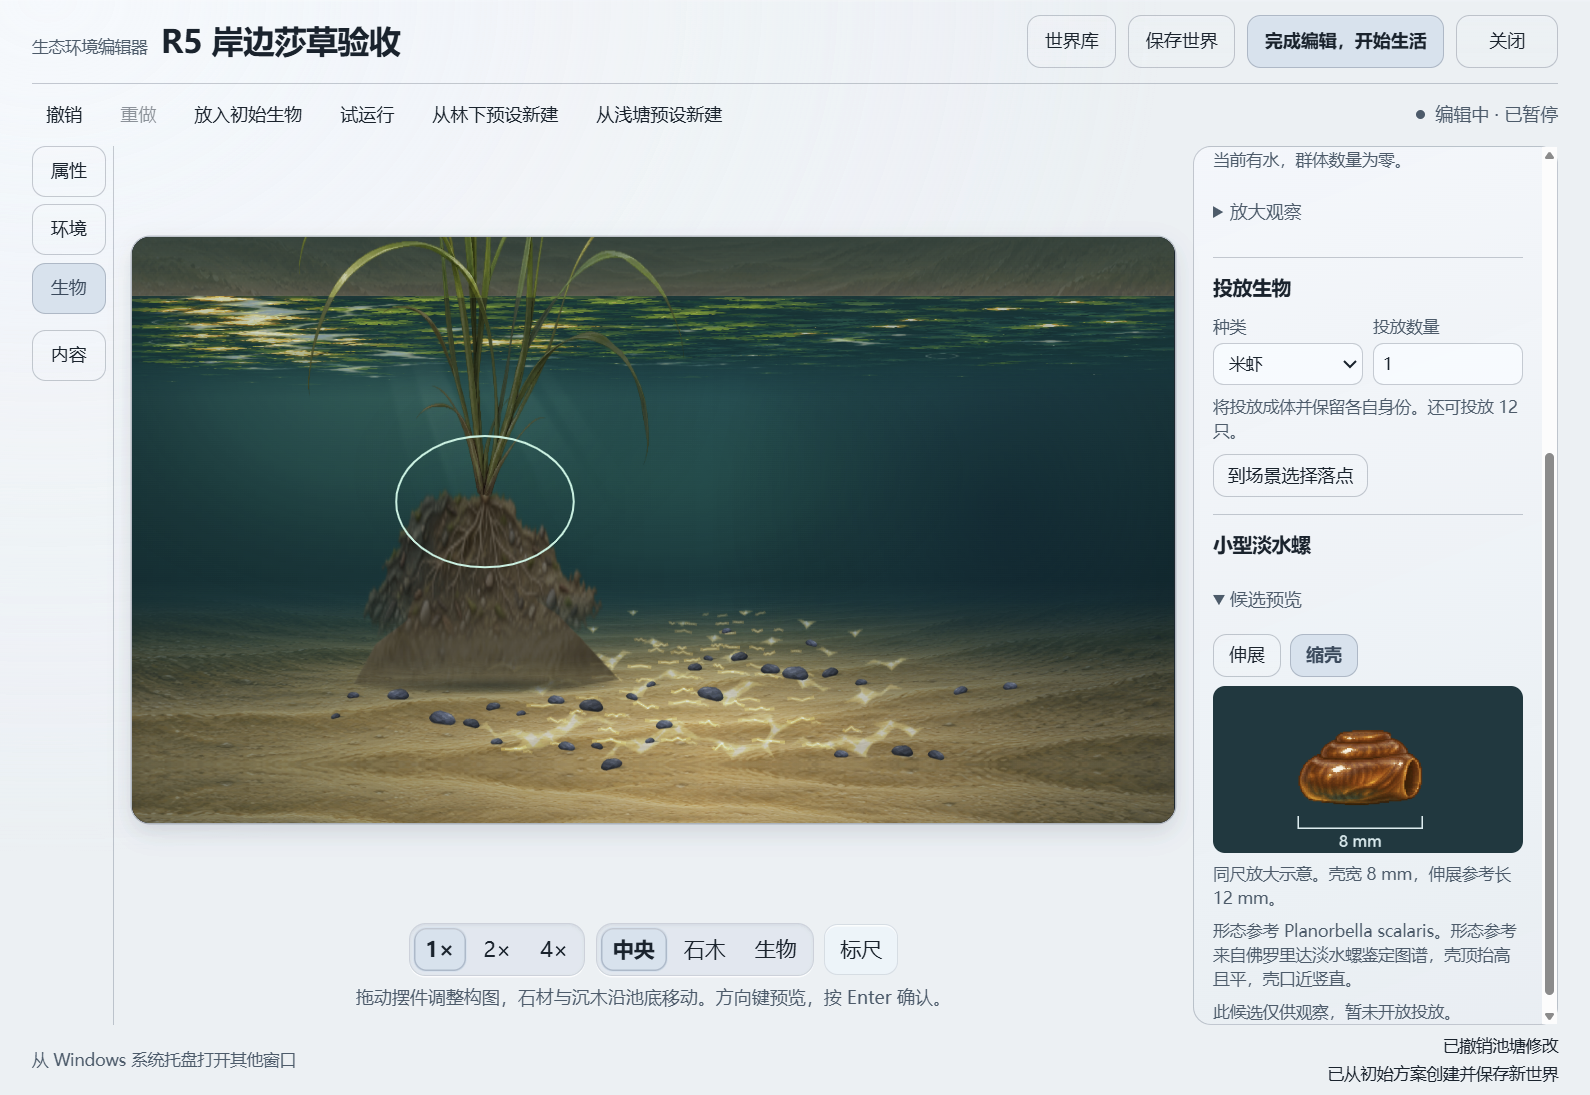 生态环境编辑器 R5 岸边莎草验收
世界库 保存世界 完成编辑，开始生活 关闭
撤销 重做 放入初始生物 试运行 从林下预设新建 从浅塘预设新建
编辑中 · 已暂停
属性
环境
生物
内容
1× 2× 4× 中央 石木 生物 标尺
拖动摆件调整构图，石材与沉木沿池底移动。方向键预览，按 Enter 确认。
当前有水，群体数量为零。
放大观察
投放生物
种类 投放数量
米虾 1
将投放成体并保留各自身份。还可投放 12
只。
到场景选择落点
小型淡水螺
候选预览
伸展 缩壳
8 mm
同尺放大示意。壳宽 8 mm，伸展参考长
12 mm。
形态参考 Planorbella scalaris。形态参考
来自佛罗里达淡水螺鉴定图谱，壳顶抬高
且平，壳口近竖直。
此候选仅供观察，暂未开放投放。
从 Windows 系统托盘打开其他窗口
已撤销池塘修改
已从初始方案创建并保存新世界